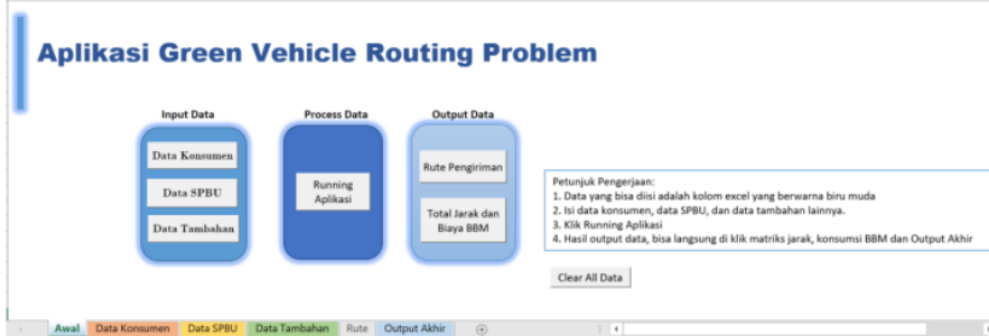 Aplikasi Green Vehicle Routing Problem
Input Data
Process Data
Output Data
Data Konsumen
Data SPBU
Data Tambahan
Running
Aplikasi
Rute Pengiriman
Total Jarak dan
Biaya BBM
Petunjuk Pengerjaan:
1. Data yang bisa diisi adalah kolom excel yang berwarna biru muda
2. Isi data konsumen, data SPBU, dan data tambahan lainnya.
3. Klik Running Aplikasi
4. Hasil output data, bisa langsung di klik matriks jarak, konsumsi BBM dan Output Akhir
Clear All Data
Awal Data Konsumen Data SPBU Data Tambahan Rute Output Akhir